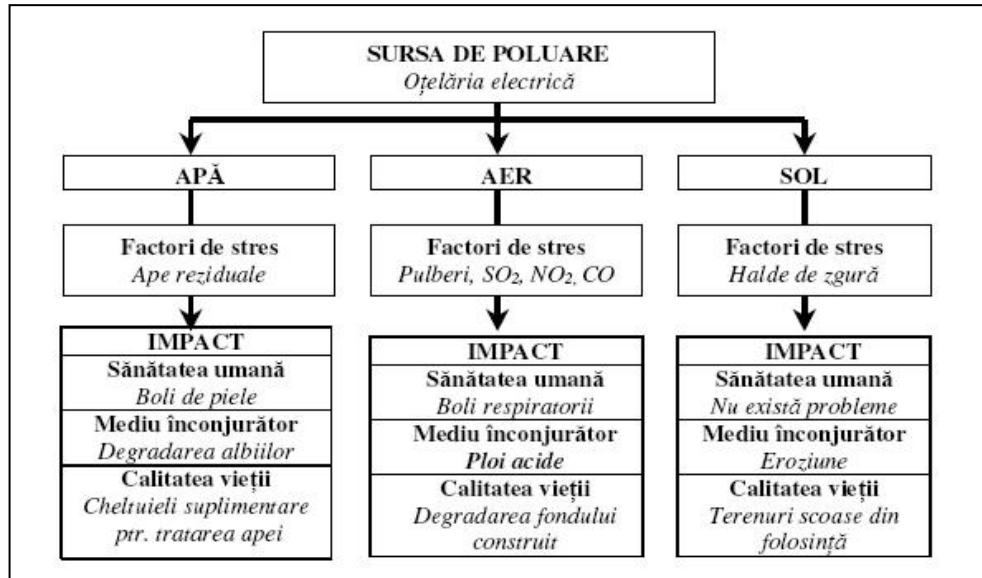 SURSA DE POLUARE
Oțelăria electrică
APĂ
Factori de stres
Ape reziduale
IMPACT
Sănătatea umană
Boli de piele
Mediu înconjurător
Degradarea albiilor
Calitatea vieții
Cheltuieli suplimentare
ptr. tratarea apei
AER
Factori de stres
Pulberi, SO₂, NO₂, CO
IMPACT
Sănătatea umană
Boli respiratorii
Mediu înconjurător
Ploi acide
Calitatea vieții
Degradarea fondului
construit
SOL
Factori de stres
Halde de zgură
IMPACT
Sănătatea umană
Nu există probleme
Mediu înconjurător
Eroziune
Calitatea vieții
Terenuri scoase din
folosință